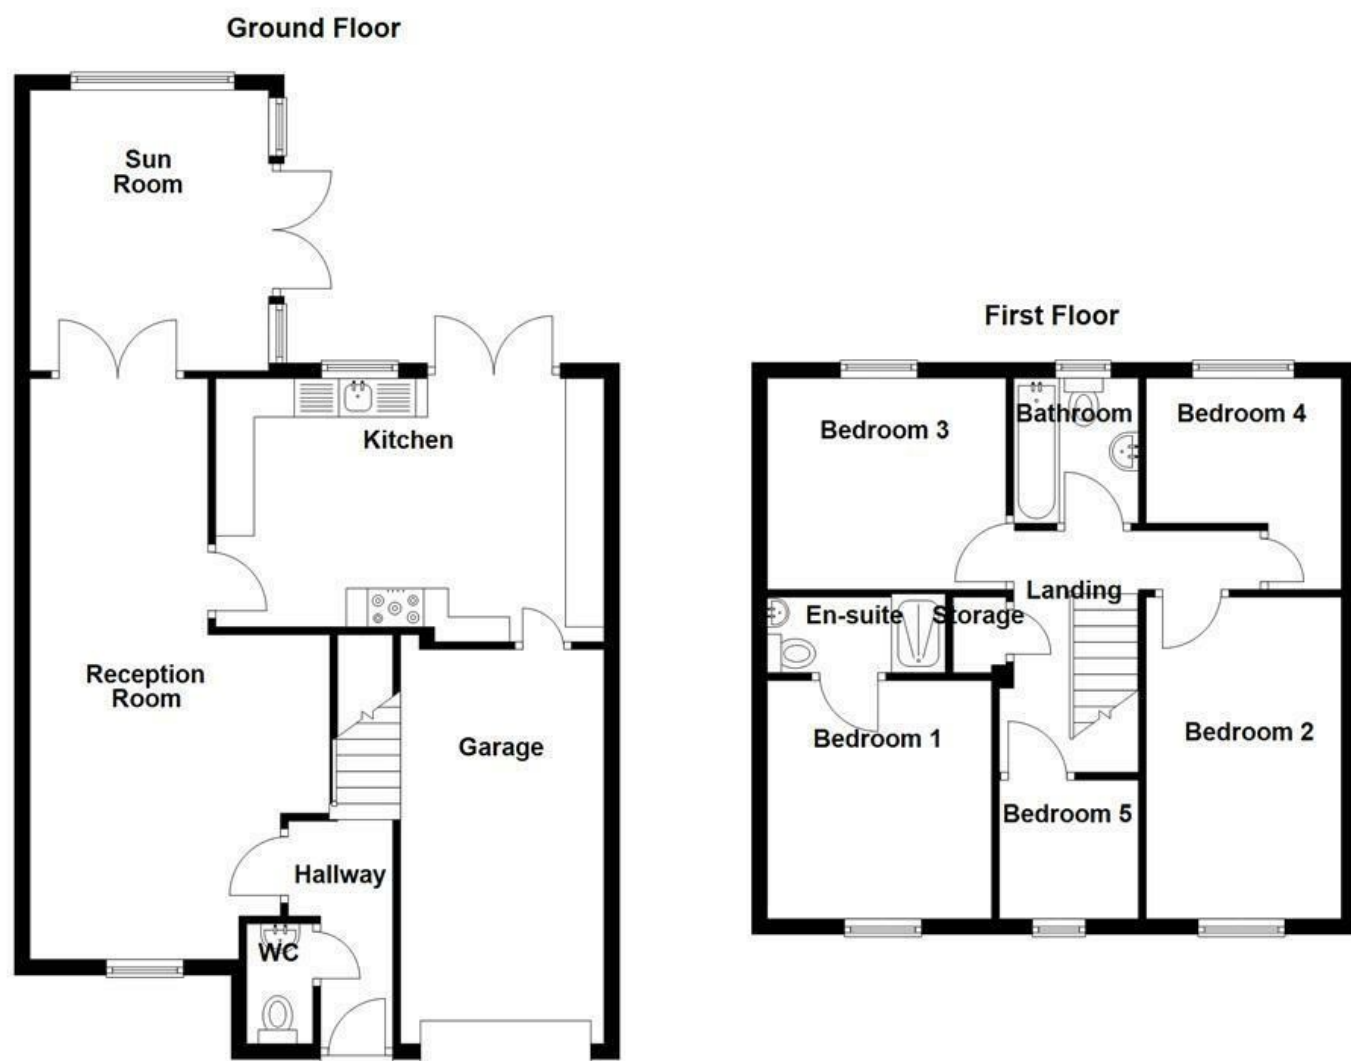 Ground Floor
Sun
Room
Kitchen
Reception
Room
Garage
Hallway
WC
First Floor
Bedroom 3
Bathroom
Bedroom 4
Landing
En-suite
Storage
Bedroom 1
Bedroom 2
Bedroom 5